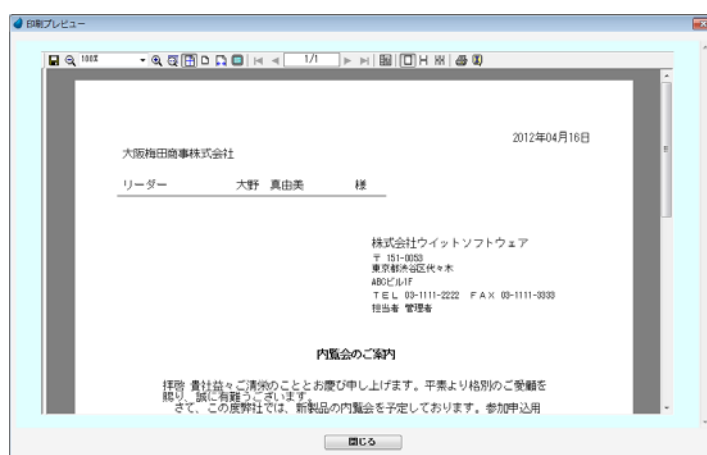 印刷プレビュー
100%
1/1
2012年04月16日
大阪梅田商事株式会社
リーダー 大野 真由美 様
株式会社ウイットソフトウェア
〒 151-0053
東京都渋谷区代々木
ABCビル1F
ＴＥＬ 03-1111-2222 ＦＡＸ 03-1111-3333
担当者 管理者
内覧会のご案内
拝啓 貴社益々ご清栄のこととお慶び申し上げます。平素より格別のご愛顧を
賜り、誠に有難うございます。
さて、この度弊社では、新製品の内覧会を予定しております。参加申込用
閉じる